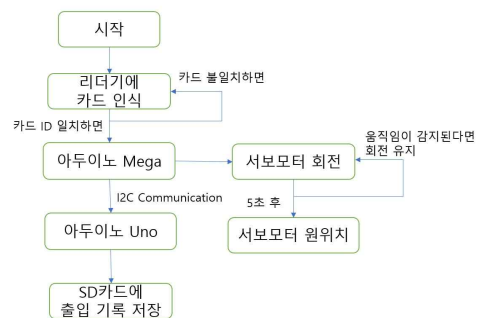 시작
리더기에
카드 인식
카드 불일치하면
카드 ID 일치하면
아두이노 Mega
서보모터 회전
움직임이 감지된다면
회전 유지
I2C Communication
5초 후
아두이노 Uno
서보모터 원위치
SD카드에
출입 기록 저장